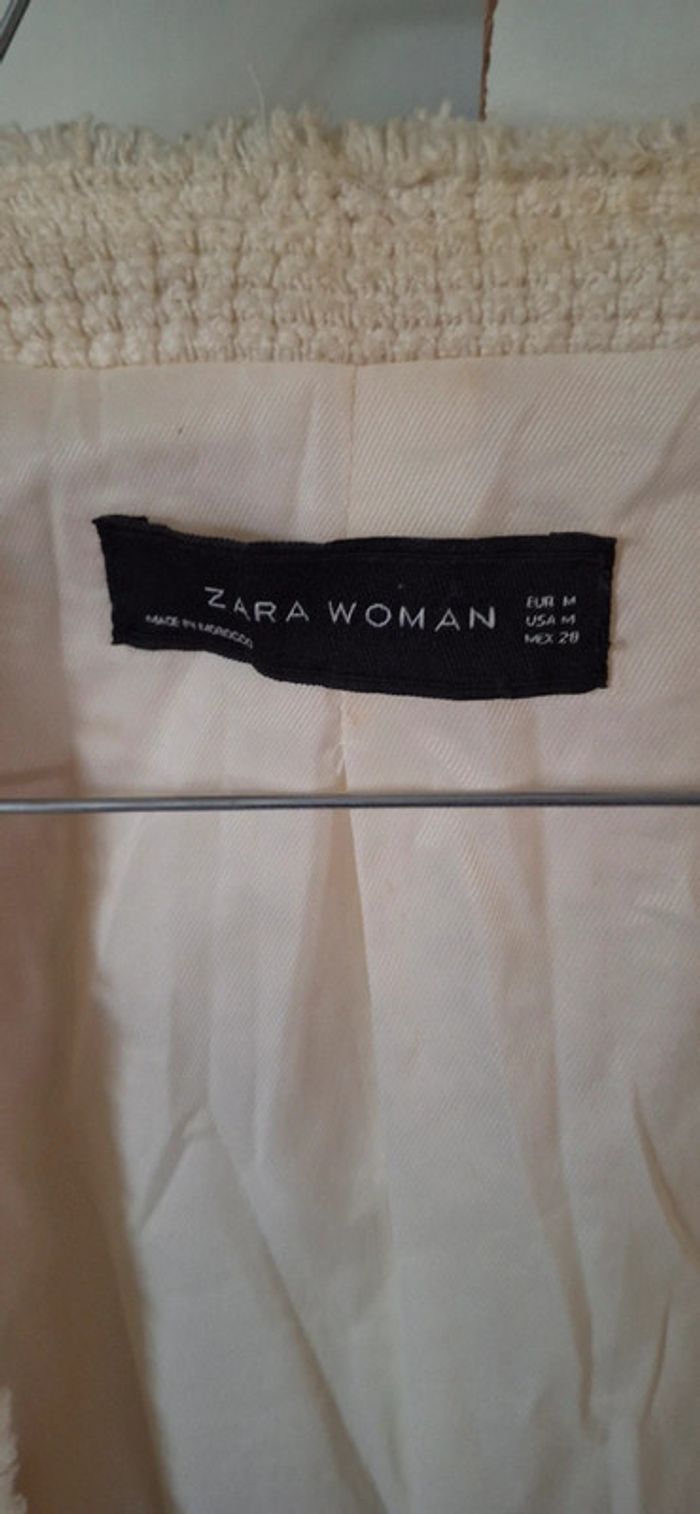 ZARA WOMAN
MADE IN MOROCCO
EUR M
USA M
MEX 28